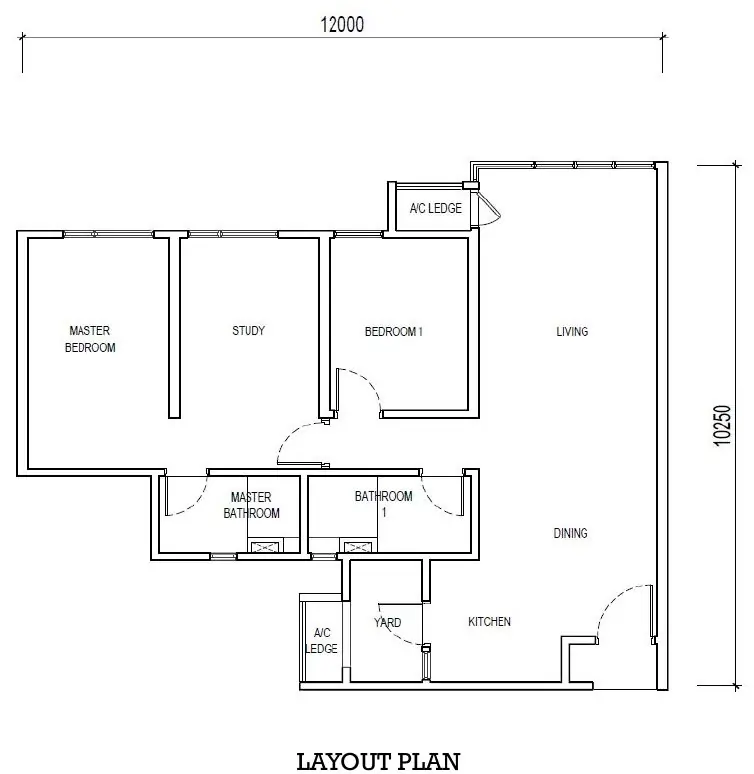 12000
A/C LEDGE
MASTER
BEDROOM
STUDY
BEDROOM 1
LIVING
10250
MASTER
BATHROOM
BATHROOM
1
DINING
A/C
LEDGE
YARD
KITCHEN
LAYOUT PLAN